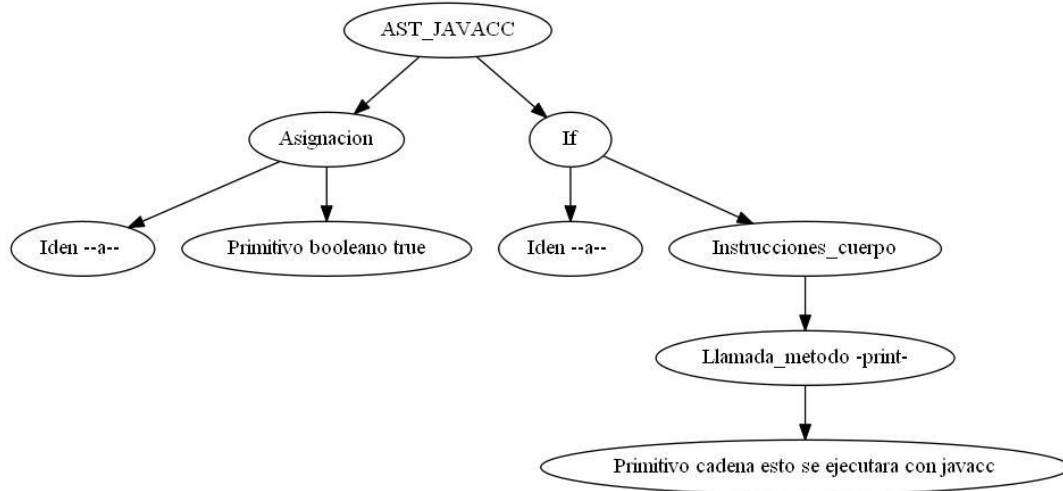 AST_JAVACC
Asignacion
If
Iden --a--
Primitivo booleano true
Iden --a--
Instrucciones_cuerpo
Llamada_metodo -print-
Primitivo cadena esto se ejecutara con javacc